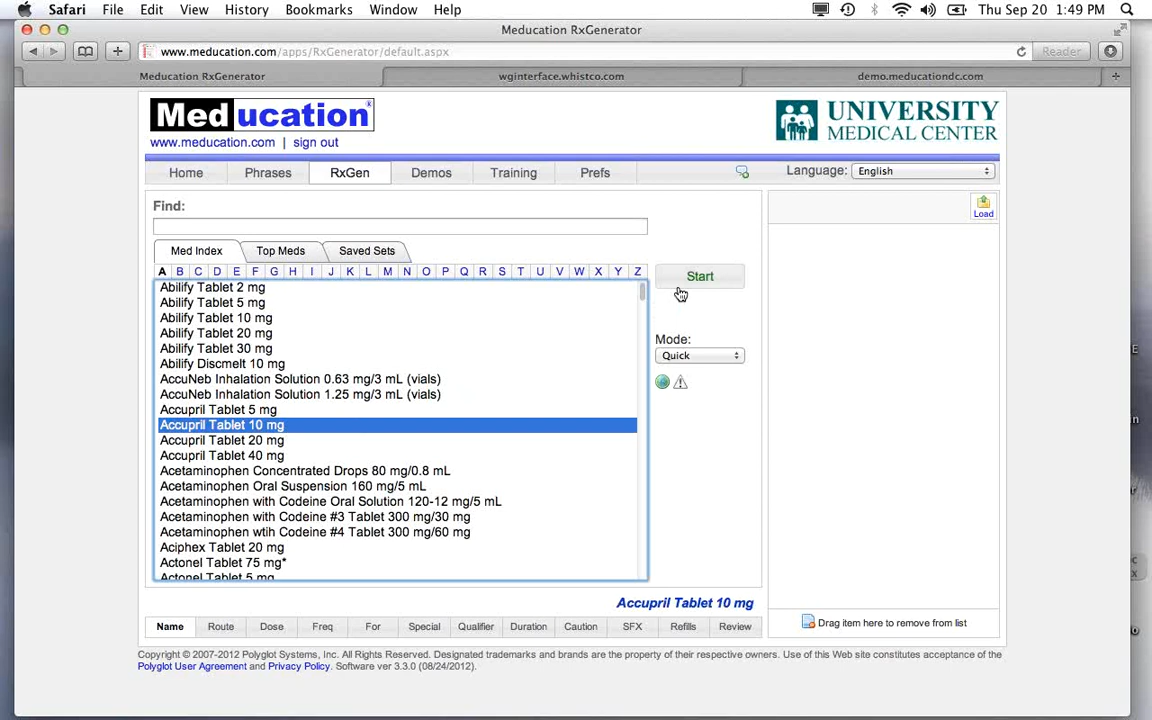 Safari File Edit View History Bookmarks Window Help Thu Sep 20 1:49 PM
Meducation RxGenerator
www.meducation.com/apps/RxGenerator/default.aspx Reader
Meducation RxGenerator wginterface.whistco.com demo.meducationdc.com
Meducation®
UNIVERSITY
MEDICAL CENTER
www.meducation.com | sign out
Home Phrases RxGen Demos Training Prefs Language: English
Find:
Load
Med Index Top Meds Saved Sets
A B C D E F G H I J K L M N O P Q R S T U V W X Y Z
Start
Abilify Tablet 2 mg
Abilify Tablet 5 mg
Abilify Tablet 10 mg
Abilify Tablet 20 mg
Abilify Tablet 30 mg
Abilify Discmelt 10 mg
AccuNeb Inhalation Solution 0.63 mg/3 mL (vials)
AccuNeb Inhalation Solution 1.25 mg/3 mL (vials)
Accupril Tablet 5 mg
Accupril Tablet 10 mg
Accupril Tablet 20 mg
Accupril Tablet 40 mg
Acetaminophen Concentrated Drops 80 mg/0.8 mL
Acetaminophen Oral Suspension 160 mg/5 mL
Acetaminophen with Codeine Oral Solution 120-12 mg/5 mL
Acetaminophen with Codeine #3 Tablet 300 mg/30 mg
Acetaminophen wtih Codeine #4 Tablet 300 mg/60 mg
Aciphex Tablet 20 mg
Actonel Tablet 75 mg*
Actonel Tablet 5 mg
Mode:
Quick
Accupril Tablet 10 mg
Name Route Dose Freq For Special Qualifier Duration Caution SFX Refills Review
Drag item here to remove from list
Copyright © 2007-2012 Polyglot Systems, Inc. All Rights Reserved. Designated trademarks and brands are the property of their respective owners. Use of this Web site constitutes acceptance of the
Polyglot User Agreement and Privacy Policy. Software ver 3.3.0 (08/24/2012).